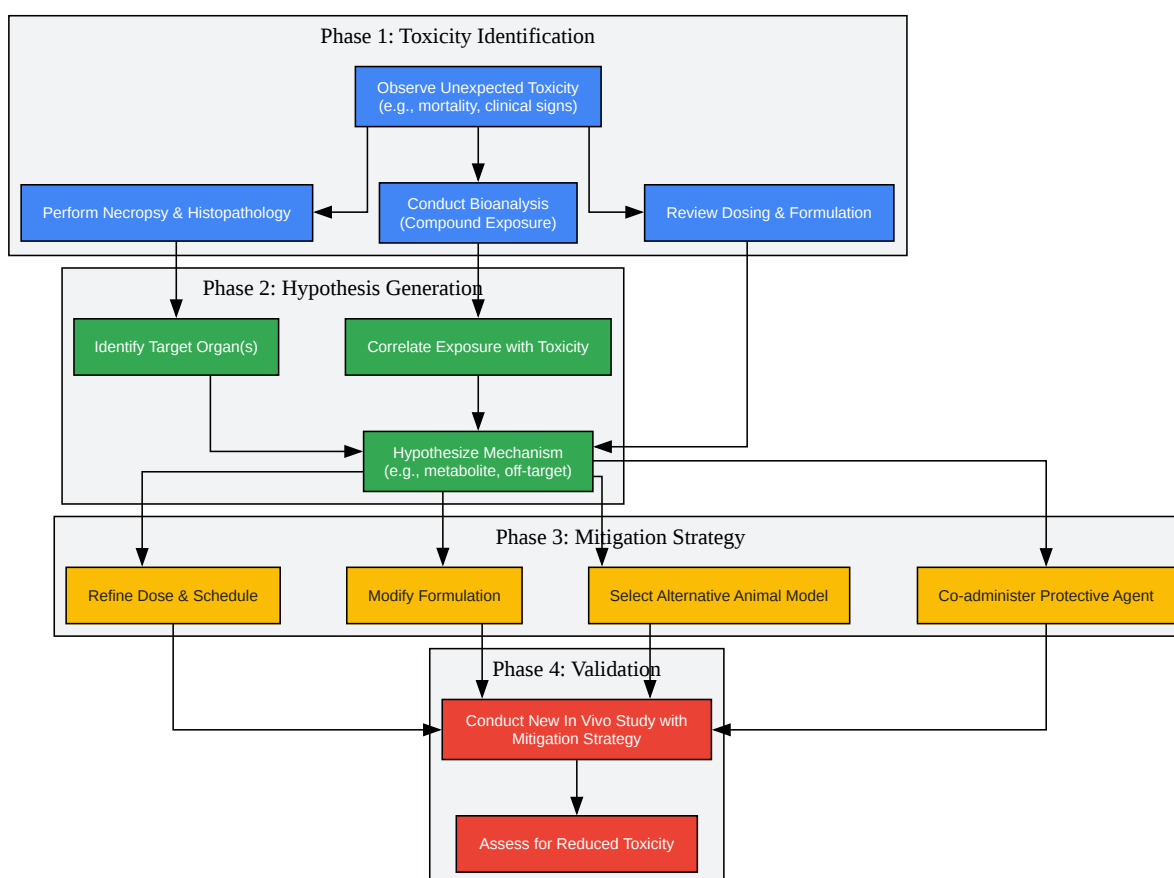 Phase 1: Toxicity Identification
Observe Unexpected Toxicity
(e.g., mortality, clinical signs)
Perform Necropsy & Histopathology
Conduct Bioanalysis
(Compound Exposure)
Review Dosing & Formulation
Phase 2: Hypothesis Generation
Identify Target Organ(s)
Correlate Exposure with Toxicity
Hypothesize Mechanism
(e.g., metabolite, off-target)
Phase 3: Mitigation Strategy
Refine Dose & Schedule
Modify Formulation
Select Alternative Animal Model
Co-administer Protective Agent
Phase 4: Validation
Conduct New In Vivo Study with
Mitigation Strategy
Assess for Reduced Toxicity